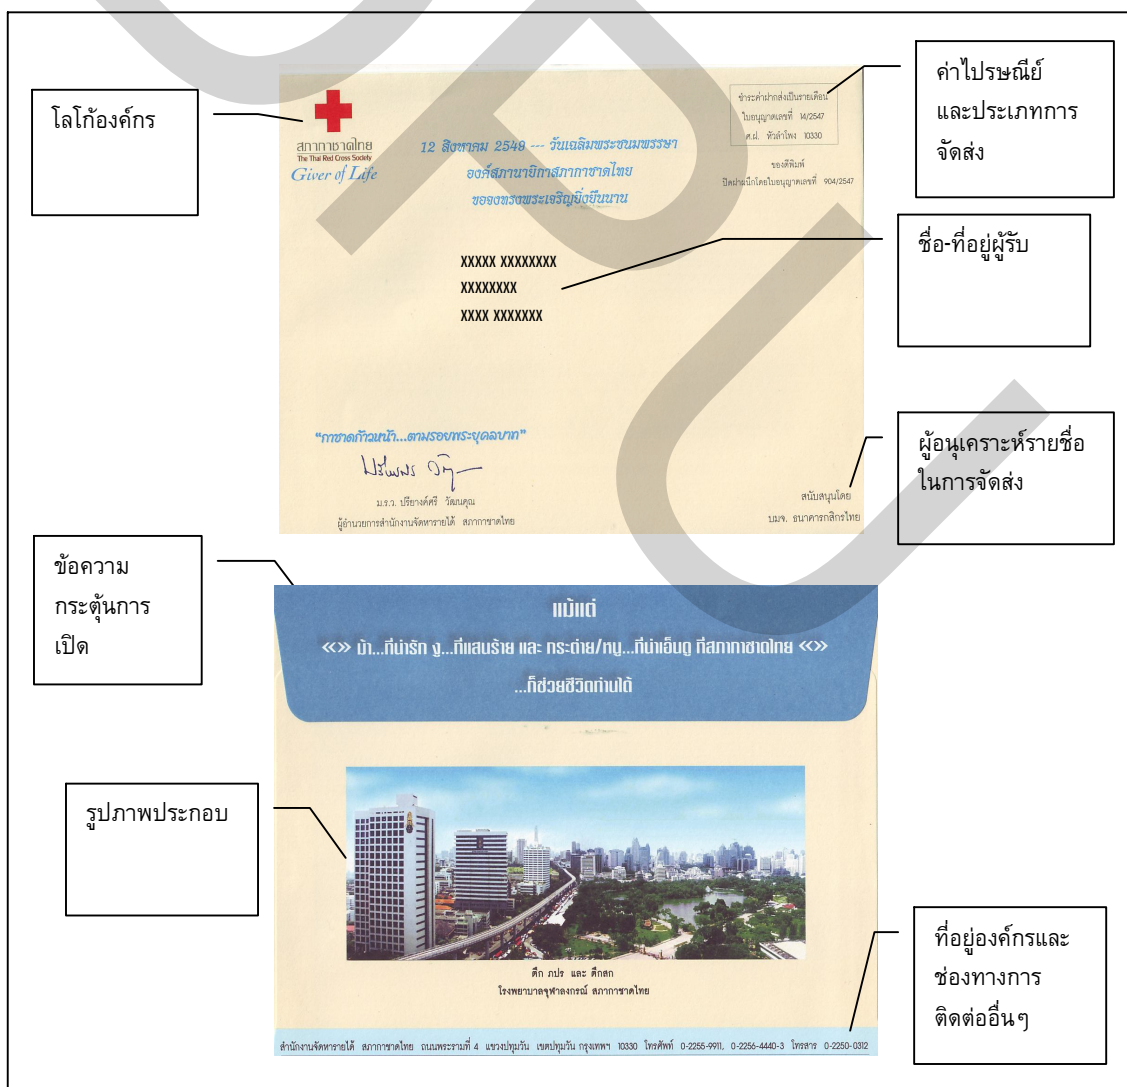 โลโก้องค์กร
สภากาชาดไทย
The Thai Red Cross Society
Giver of Life
12 สิงหาคม 2549 --- วันเฉลิมพระชนมพรรษา
องค์สภานายิกาสภากาชาดไทย
ขอจงทรงพระเจริญยิ่งยืนนาน
ชำระค่าฝากส่งเป็นรายเดือน
ใบอนุญาตเลขที่ 14/2547
ศ.ฝ. หัวลำโพง 10330
ของตีพิมพ์
ปิดฝาผนึกโดยใบอนุญาตเลขที่ 904/2547
ค่าไปรษณีย์
และประเภทการ
จัดส่ง
ชื่อ-ที่อยู่ผู้รับ
XXXXX XXXXXXXX
XXXXXXXX
XXXX XXXXXXX
"กาชาดก้าวหน้า...ตามรอยพระยุคลบาท"
ม.ร.ว. ปรียางค์ศรี วัฒนคุณ
ผู้อำนวยการสำนักงานจัดหารายได้ สภากาชาดไทย
สนับสนุนโดย
บมจ. ธนาคารกสิกรไทย
ผู้อนุเคราะห์รายชื่อ
ในการจัดส่ง
ข้อความ
กระตุ้นการ
เปิด
แม้แต่
«» ม้า...ที่น่ารัก งู...ที่แสนร้าย และ กระต่าย/หนู...ที่น่าเอ็นดู ที่สภากาชาดไทย «»
...ก็ช่วยชีวิตท่านได้
รูปภาพประกอบ
ตึก ภปร และ ตึกสก
โรงพยาบาลจุฬาลงกรณ์ สภากาชาดไทย
ที่อยู่องค์กรและ
ช่องทางการ
ติดต่ออื่นๆ
สำนักงานจัดหารายได้ สภากาชาดไทย ถนนพระรามที่ 4 แขวงปทุมวัน เขตปทุมวัน กรุงเทพฯ 10330 โทรศัพท์ 0-2255-9911, 0-2256-4440-3 โทรสาร 0-2250-0312